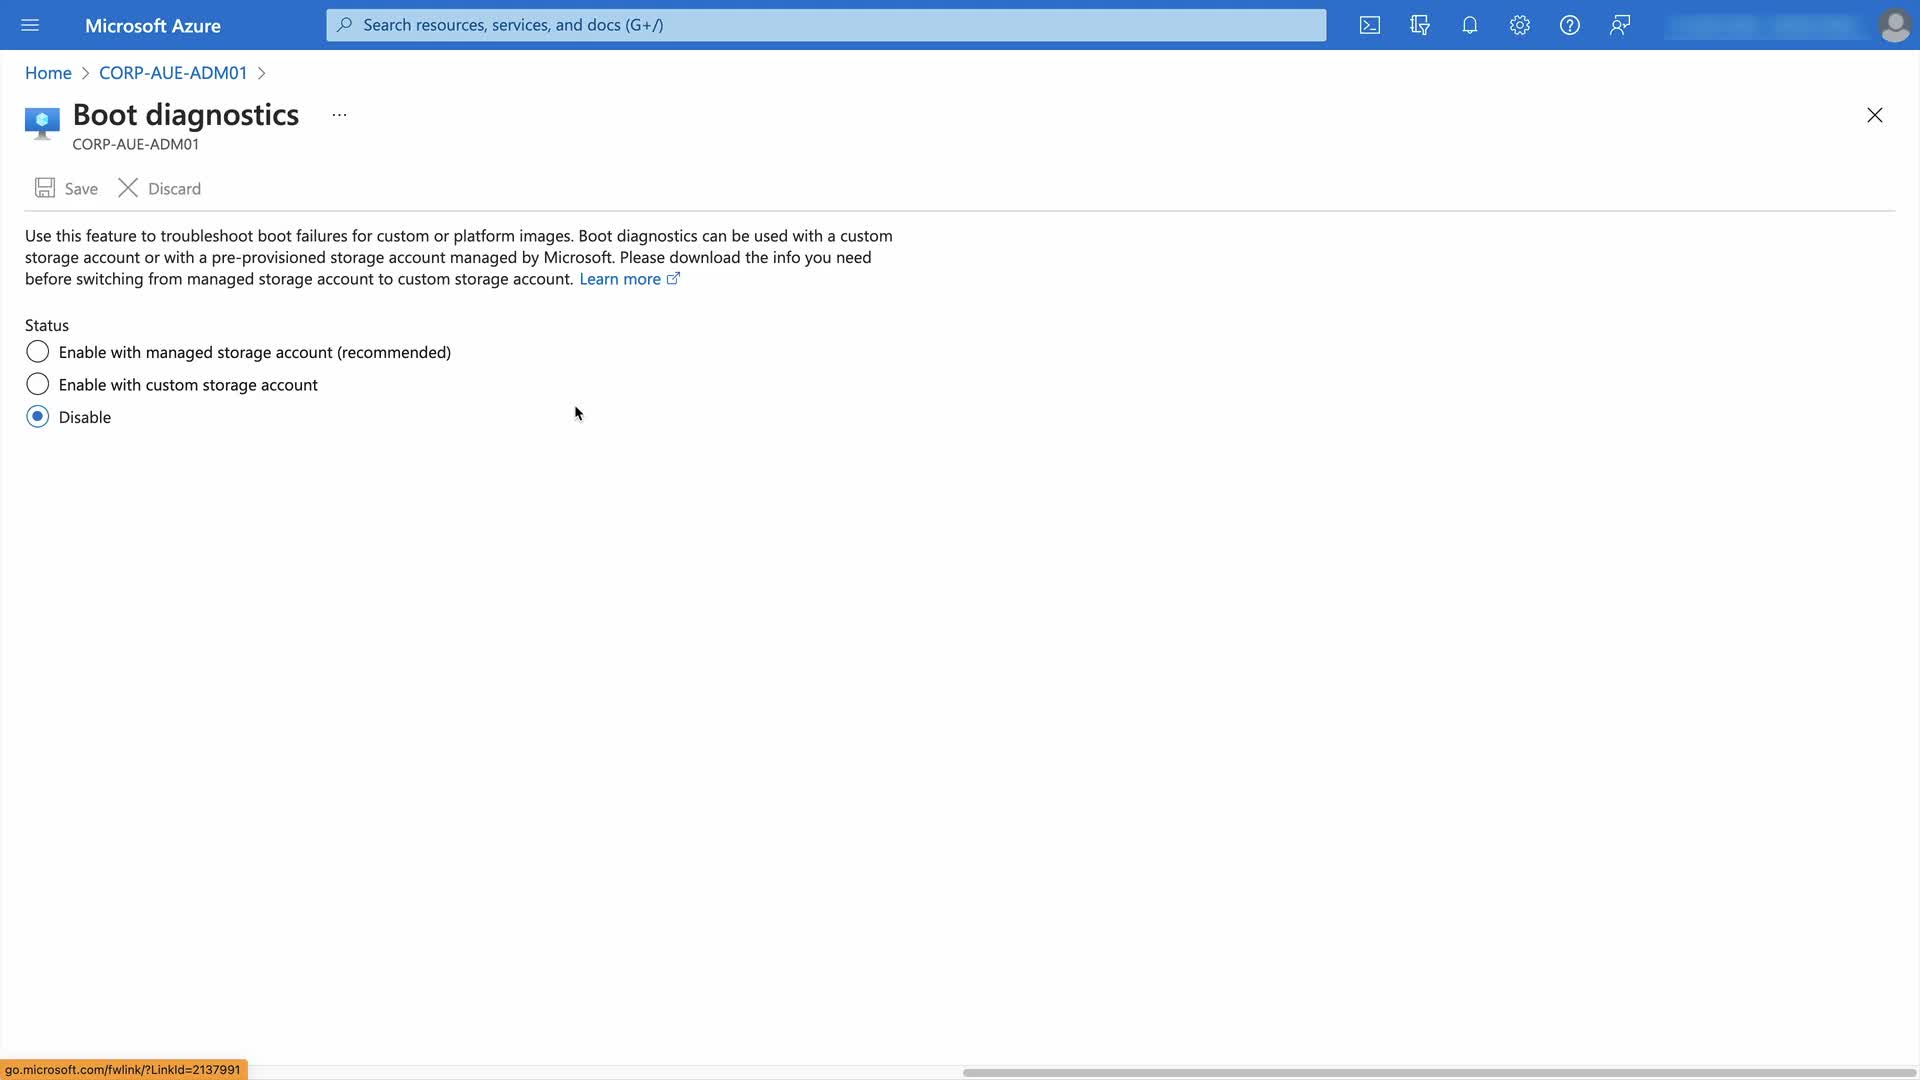 Microsoft Azure
Search resources, services, and docs (G+/)
Home > CORP-AUE-ADM01 >
Boot diagnostics ...
CORP-AUE-ADM01
Save Discard
Use this feature to troubleshoot boot failures for custom or platform images. Boot diagnostics can be used with a custom
storage account or with a pre-provisioned storage account managed by Microsoft. Please download the info you need
before switching from managed storage account to custom storage account. Learn more
Status
Enable with managed storage account (recommended)
Enable with custom storage account
Disable
go.microsoft.com/fwlink/?LinkId=2137991